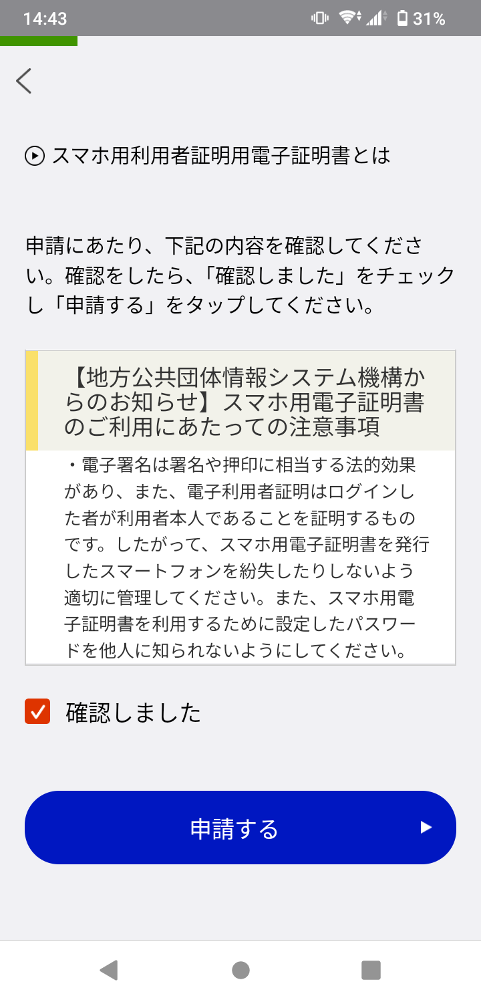 14:43
31%
スマホ用利用者証明用電子証明書とは
申請にあたり、下記の内容を確認してくださ
い。確認をしたら、「確認しました」をチェック
し「申請する」をタップしてください。
【地方公共団体情報システム機構か
らのお知らせ】スマホ用電子証明書
のご利用にあたっての注意事項
・電子署名は署名や押印に相当する法的効果
があり、また、電子利用者証明はログインし
た者が利用者本人であることを証明するもの
です。したがって、スマホ用電子証明書を発行
したスマートフォンを紛失したりしないよう
適切に管理してください。また、スマホ用電
子証明書を利用するために設定したパスワー
ドを他人に知られないようにしてください。
確認しました
申請する